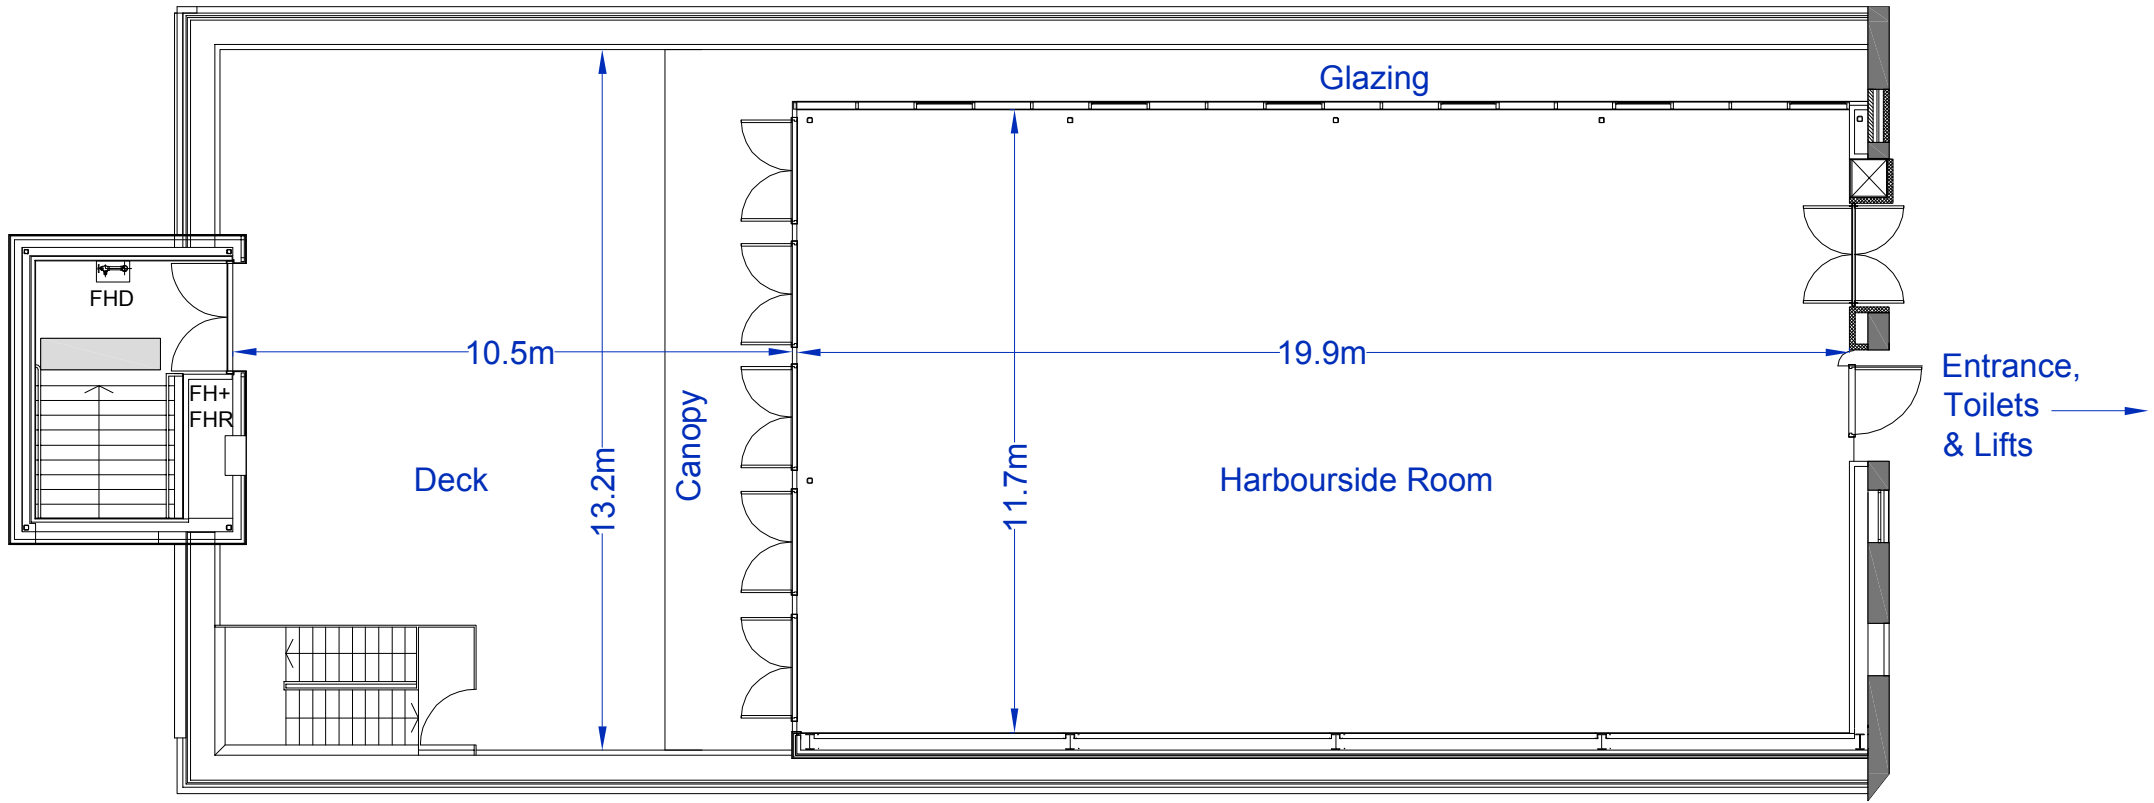 Glazing
FHD
10.5m
19.9m
FH+
FHR
Entrance,
Toilets
& Lifts
Deck
13.2m
Canopy
11.7m
Harbourside Room